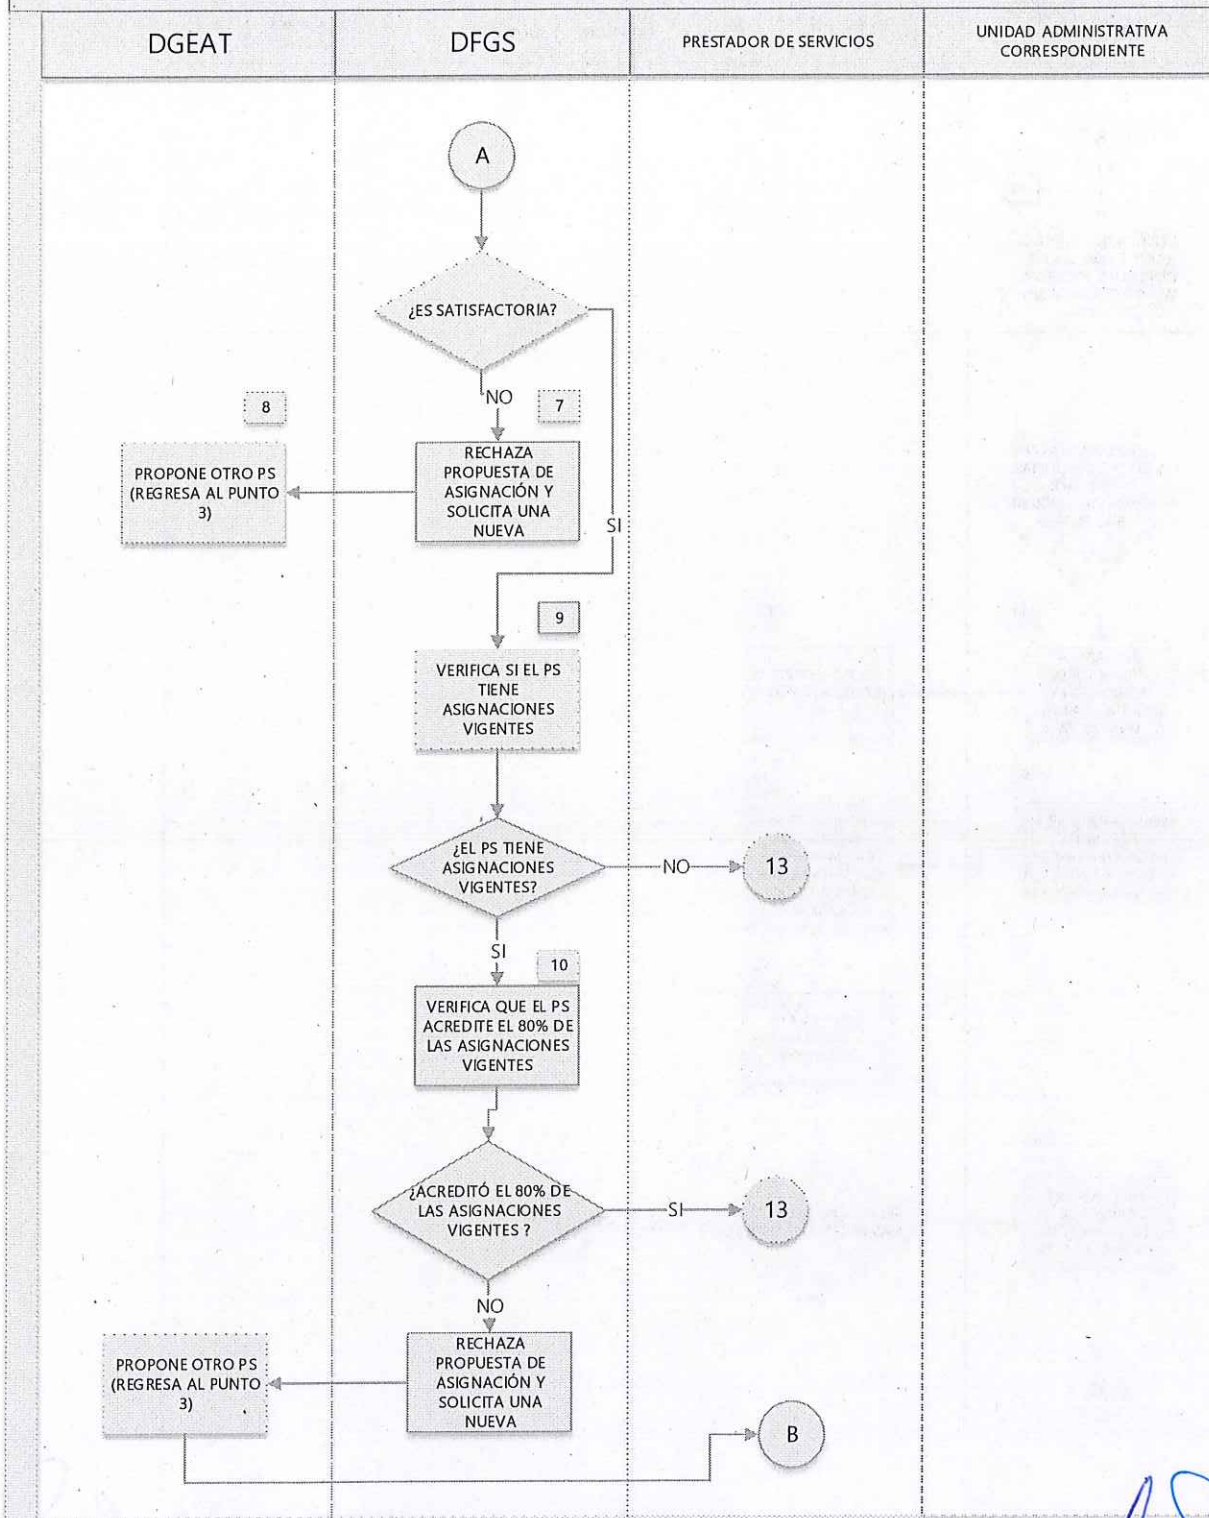 DGEAT
DFGS
PRESTADOR DE SERVICIOS
UNIDAD ADMINISTRATIVA
CORRESPONDIENTE
A
¿ES SATISFACTORIA?
NO
7
8
RECHAZA
PROPUESTA DE
ASIGNACIÓN Y
SOLICITA UNA
NUEVA
PROPONE OTRO PS
(REGRESA AL PUNTO
3)
SI
9
VERIFICA SI EL PS
TIENE
ASIGNACIONES
VIGENTES
¿EL PS TIENE
ASIGNACIONES
VIGENTES?
NO
13
SI
10
VERIFICA QUE EL PS
ACREDITE EL 80% DE
LAS ASIGNACIONES
VIGENTES
¿ACREDITÓ EL 80% DE
LAS ASIGNACIONES
VIGENTES ?
SI
13
NO
RECHAZA
PROPUESTA DE
ASIGNACIÓN Y
SOLICITA UNA
NUEVA
PROPONE OTRO PS
(REGRESA AL PUNTO
3)
B